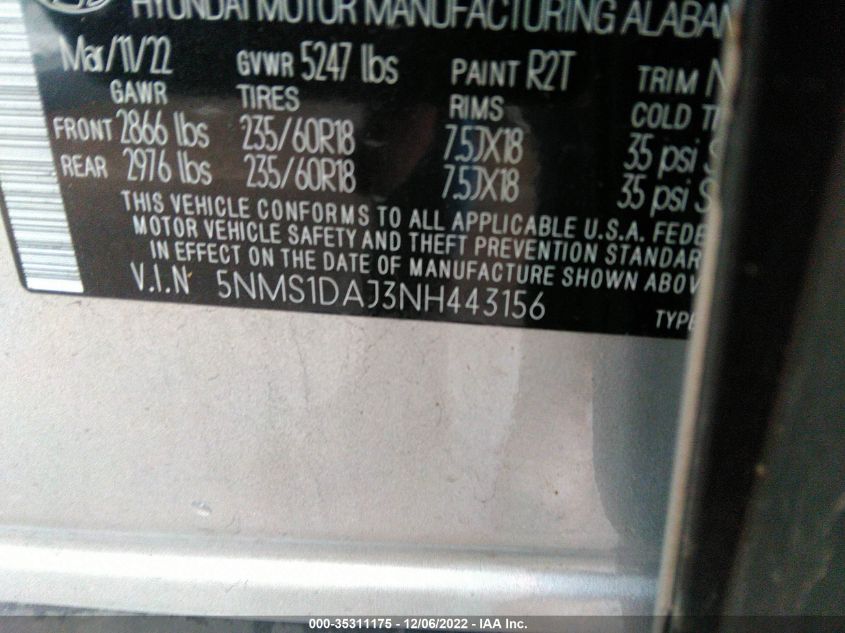 HYUNDAI MOTOR MANUFACTURING ALABAM
Mar/11/22 GVWR 5247 lbs PAINT R2T TRIM N
GAWR TIRES RIMS COLD TI
FRONT 2866 lbs 235/60R18 7.5JX18 35 psi S
REAR 2976 lbs 235/60R18 7.5JX18 35 psi S
THIS VEHICLE CONFORMS TO ALL APPLICABLE U.S.A. FEDE
MOTOR VEHICLE SAFETY AND THEFT PREVENTION STANDAR
IN EFFECT ON THE DATE OF MANUFACTURE SHOWN ABOV
V.I.N 5NMS1DAJ3NH443156 TYPE
000-35311175 - 12/06/2022 - IAA Inc.